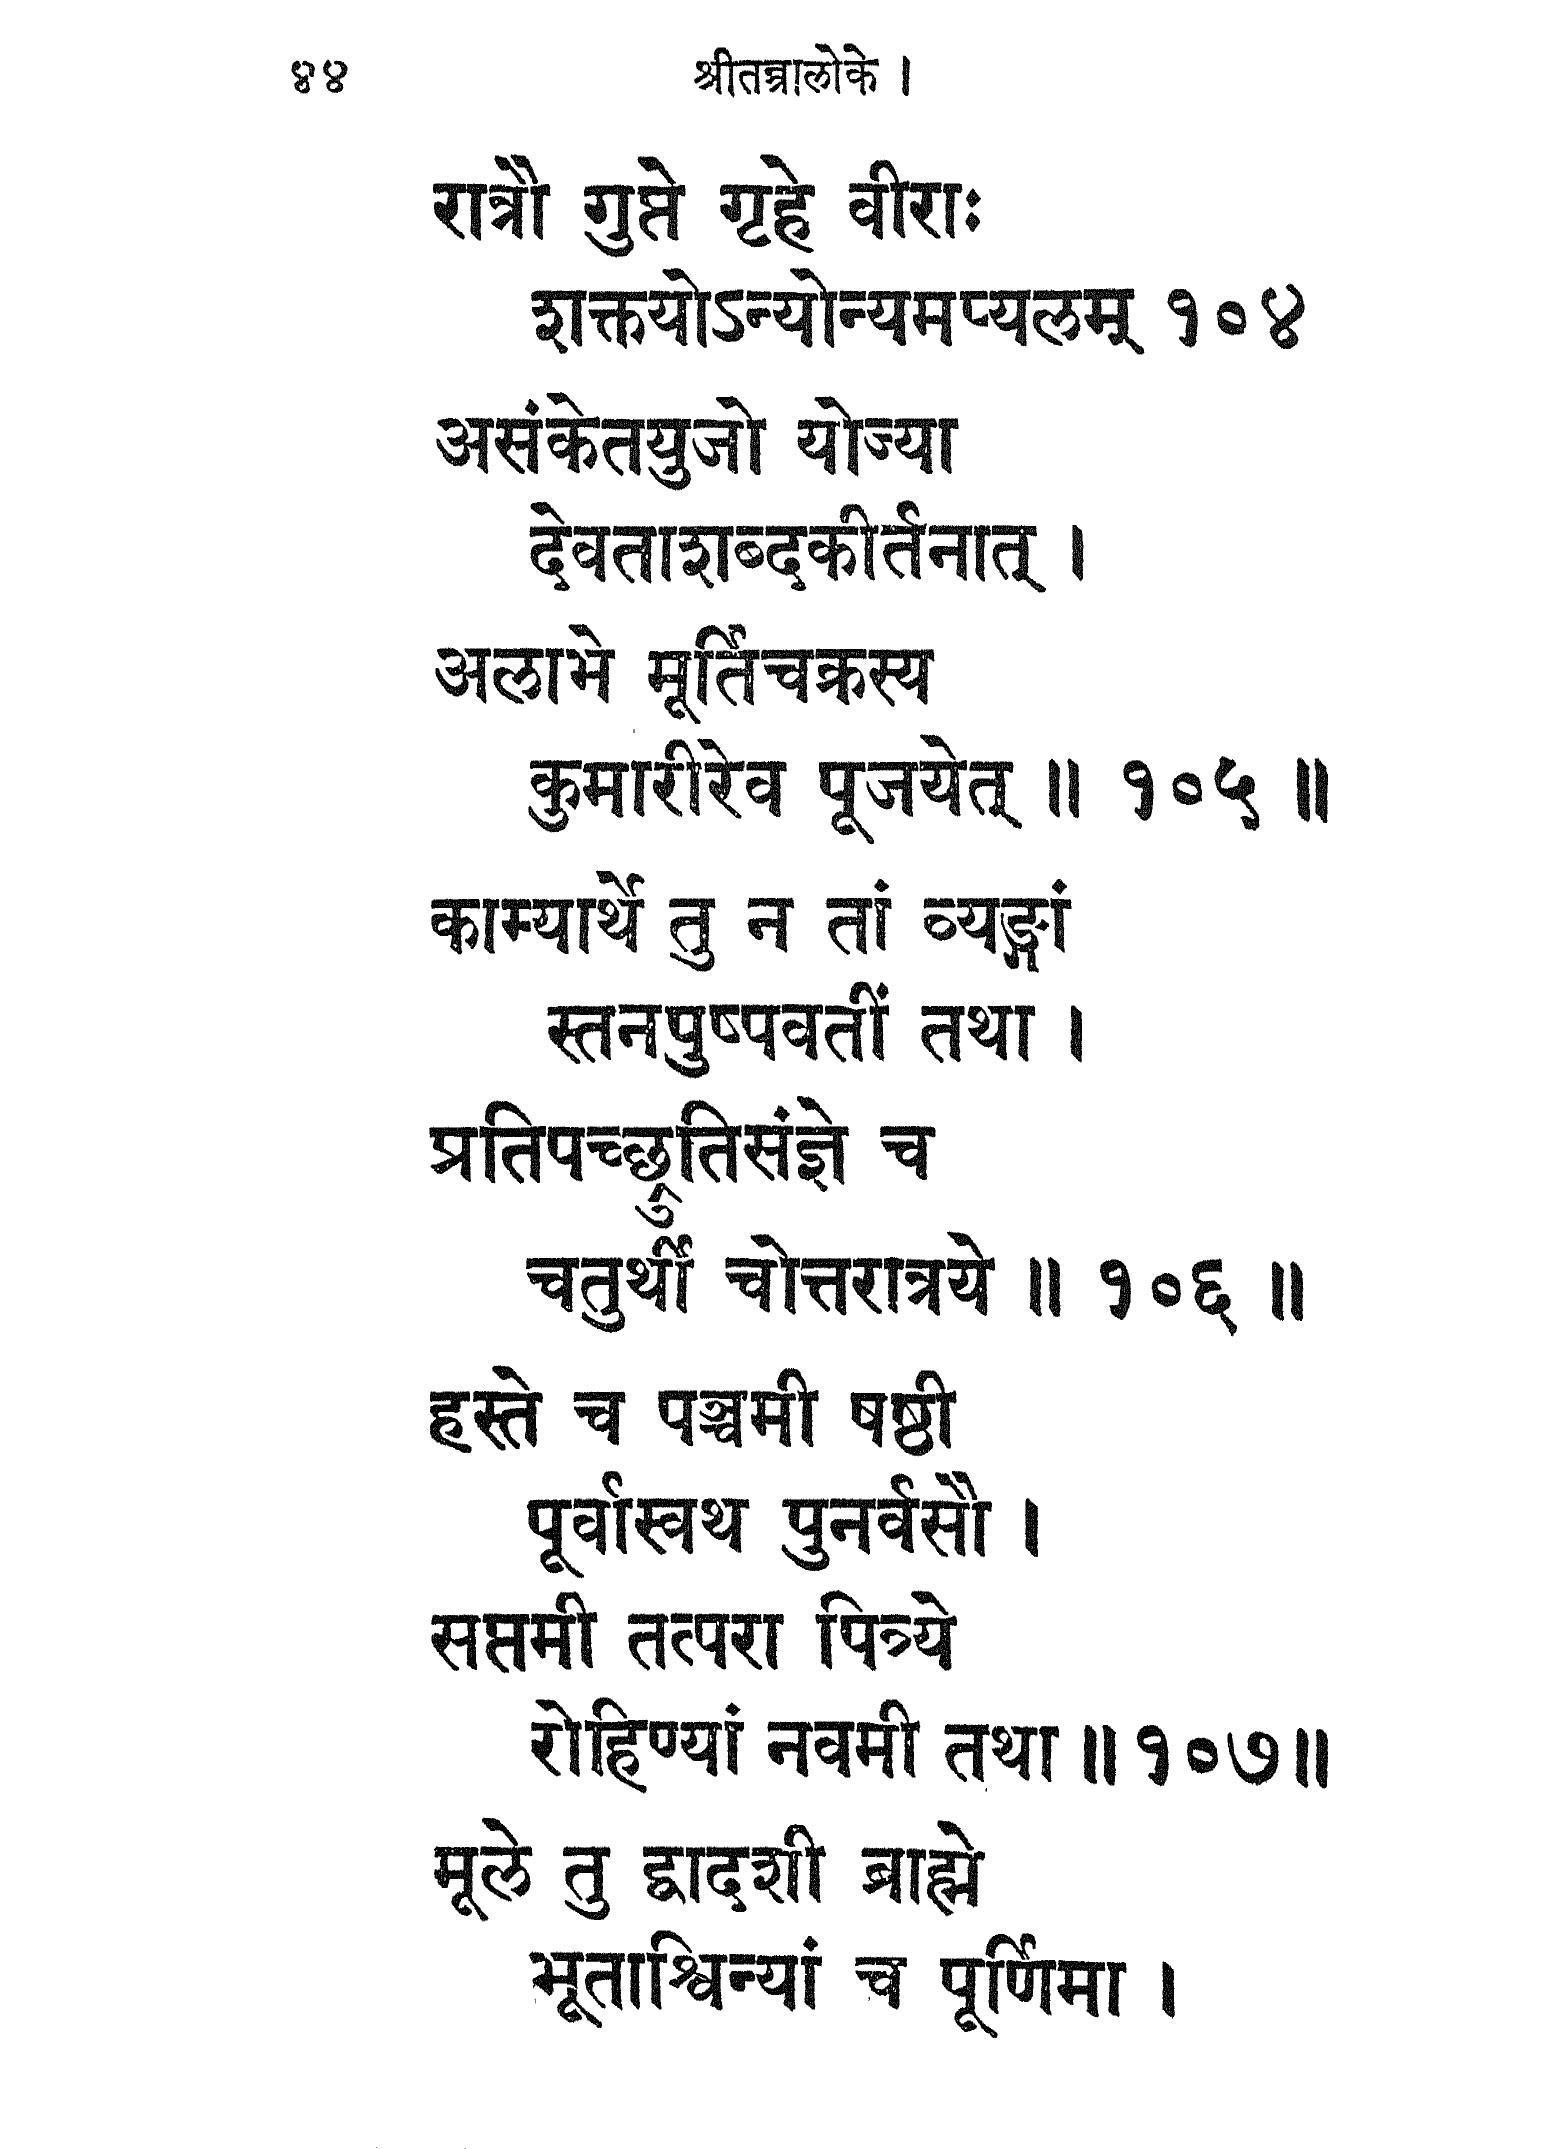 ४४ श्रीतन्त्रालोके ।
रात्रौ गुप्ते गृहे वीराः
शक्तयोऽन्योन्यमप्यलम् १०४
असंकेतयुजो योज्या
देवताशब्दकीर्तनात् ।
अलाभे मूर्तिचक्रस्य
कुमारीरेव पूजयेत् ॥ १०५ ॥
काम्यार्थे तु न तां व्यङ्गां
स्तनपुष्पवतीं तथा ।
प्रतिपच्छ्रुतिसंज्ञे च
चतुर्थी चोत्तरात्रये ॥ १०६ ॥
हस्ते च पञ्चमी षष्ठी
पूर्वास्वथ पुनर्वसौ ।
सप्तमी तत्परा पित्र्ये
रोहिण्यां नवमी तथा ॥ १०७ ॥
मूले तु द्वादशी ब्राह्मे
भूताश्विन्यां च पूर्णिमा ।